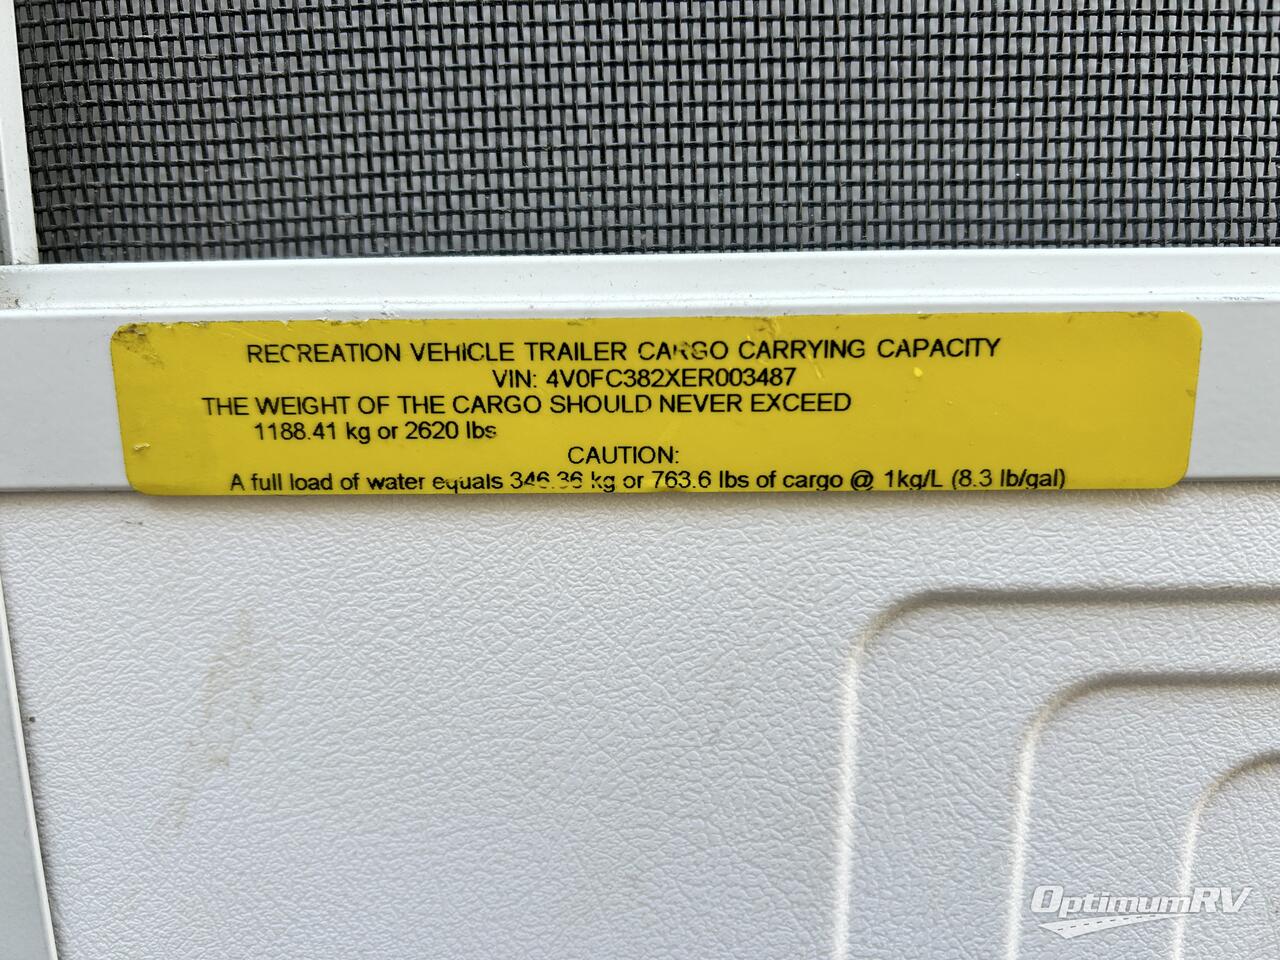 RECREATION VEHICLE TRAILER CARGO CARRYING CAPACITY
VIN: 4V0FC382XER003487
THE WEIGHT OF THE CARGO SHOULD NEVER EXCEED
1188.41 kg or 2620 lbs
CAUTION:
A full load of water equals 346.36 kg or 763.6 lbs of cargo @ 1kg/L (8.3 lb/gal)
OptimumRV